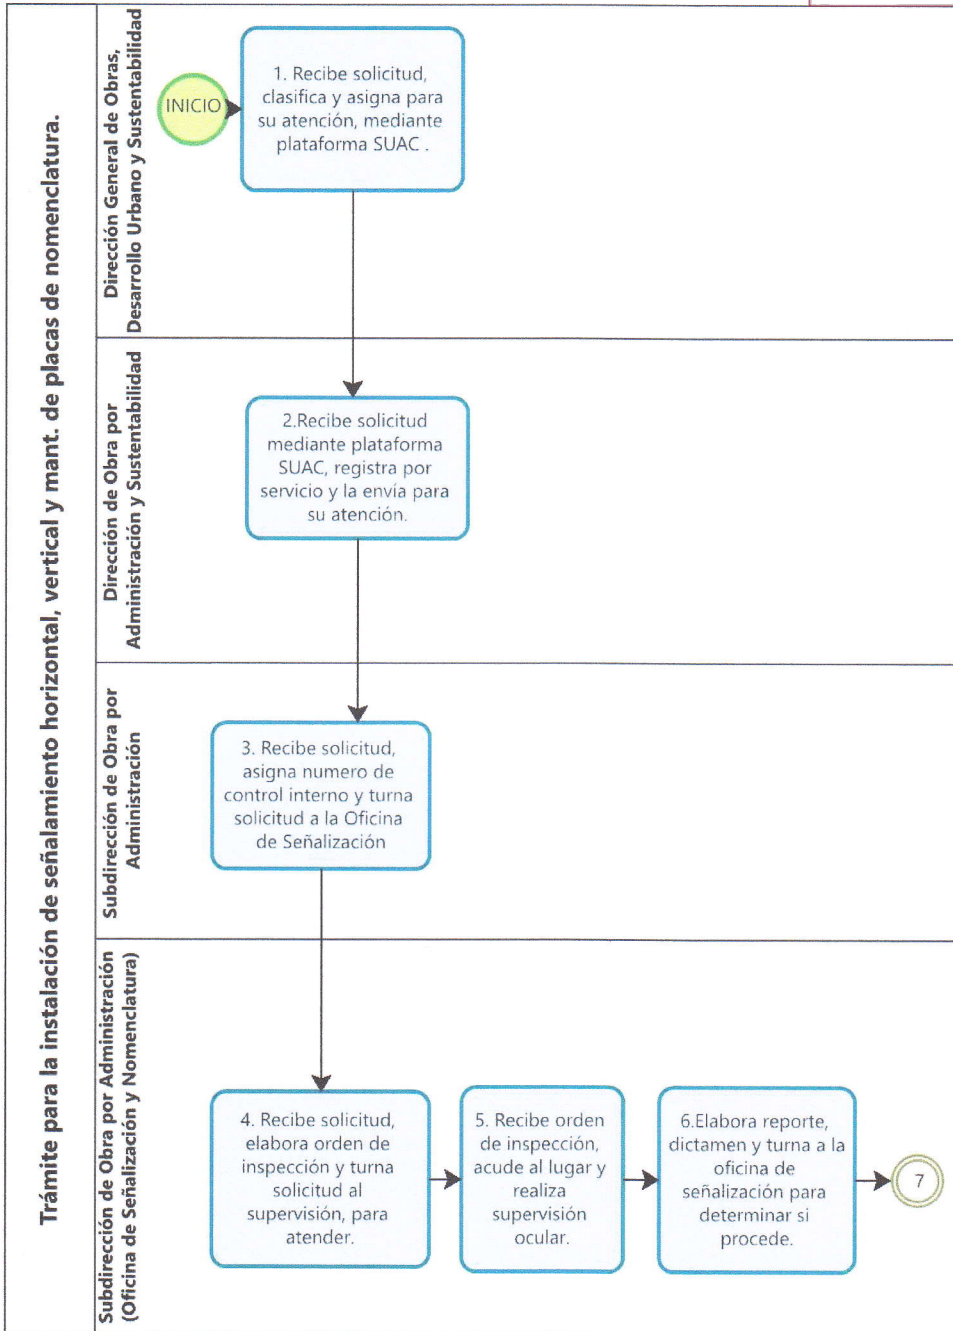 Trámite para la instalación de señalamiento horizontal, vertical y mant. de placas de nomenclatura.
Dirección General de Obras,
Desarrollo Urbano y Sustentabilidad
INICIO
1. Recibe solicitud,
clasifica y asigna para
su atención, mediante
plataforma SUAC .
Dirección de Obra por
Administración y Sustentabilidad
2.Recibe solicitud
mediante plataforma
SUAC, registra por
servicio y la envía para
su atención.
Subdirección de Obra por
Administración
3. Recibe solicitud,
asigna numero de
control interno y turna
solicitud a la Oficina
de Señalización
Subdirección de Obra por Administración
(Oficina de Señalización y Nomenclatura)
4. Recibe solicitud,
elabora orden de
inspección y turna
solicitud al
supervisión, para
atender.
5. Recibe orden
de inspección,
acude al lugar y
realiza
supervisión
ocular.
6.Elabora reporte,
dictamen y turna a la
oficina de
señalización para
determinar si
procede.
7